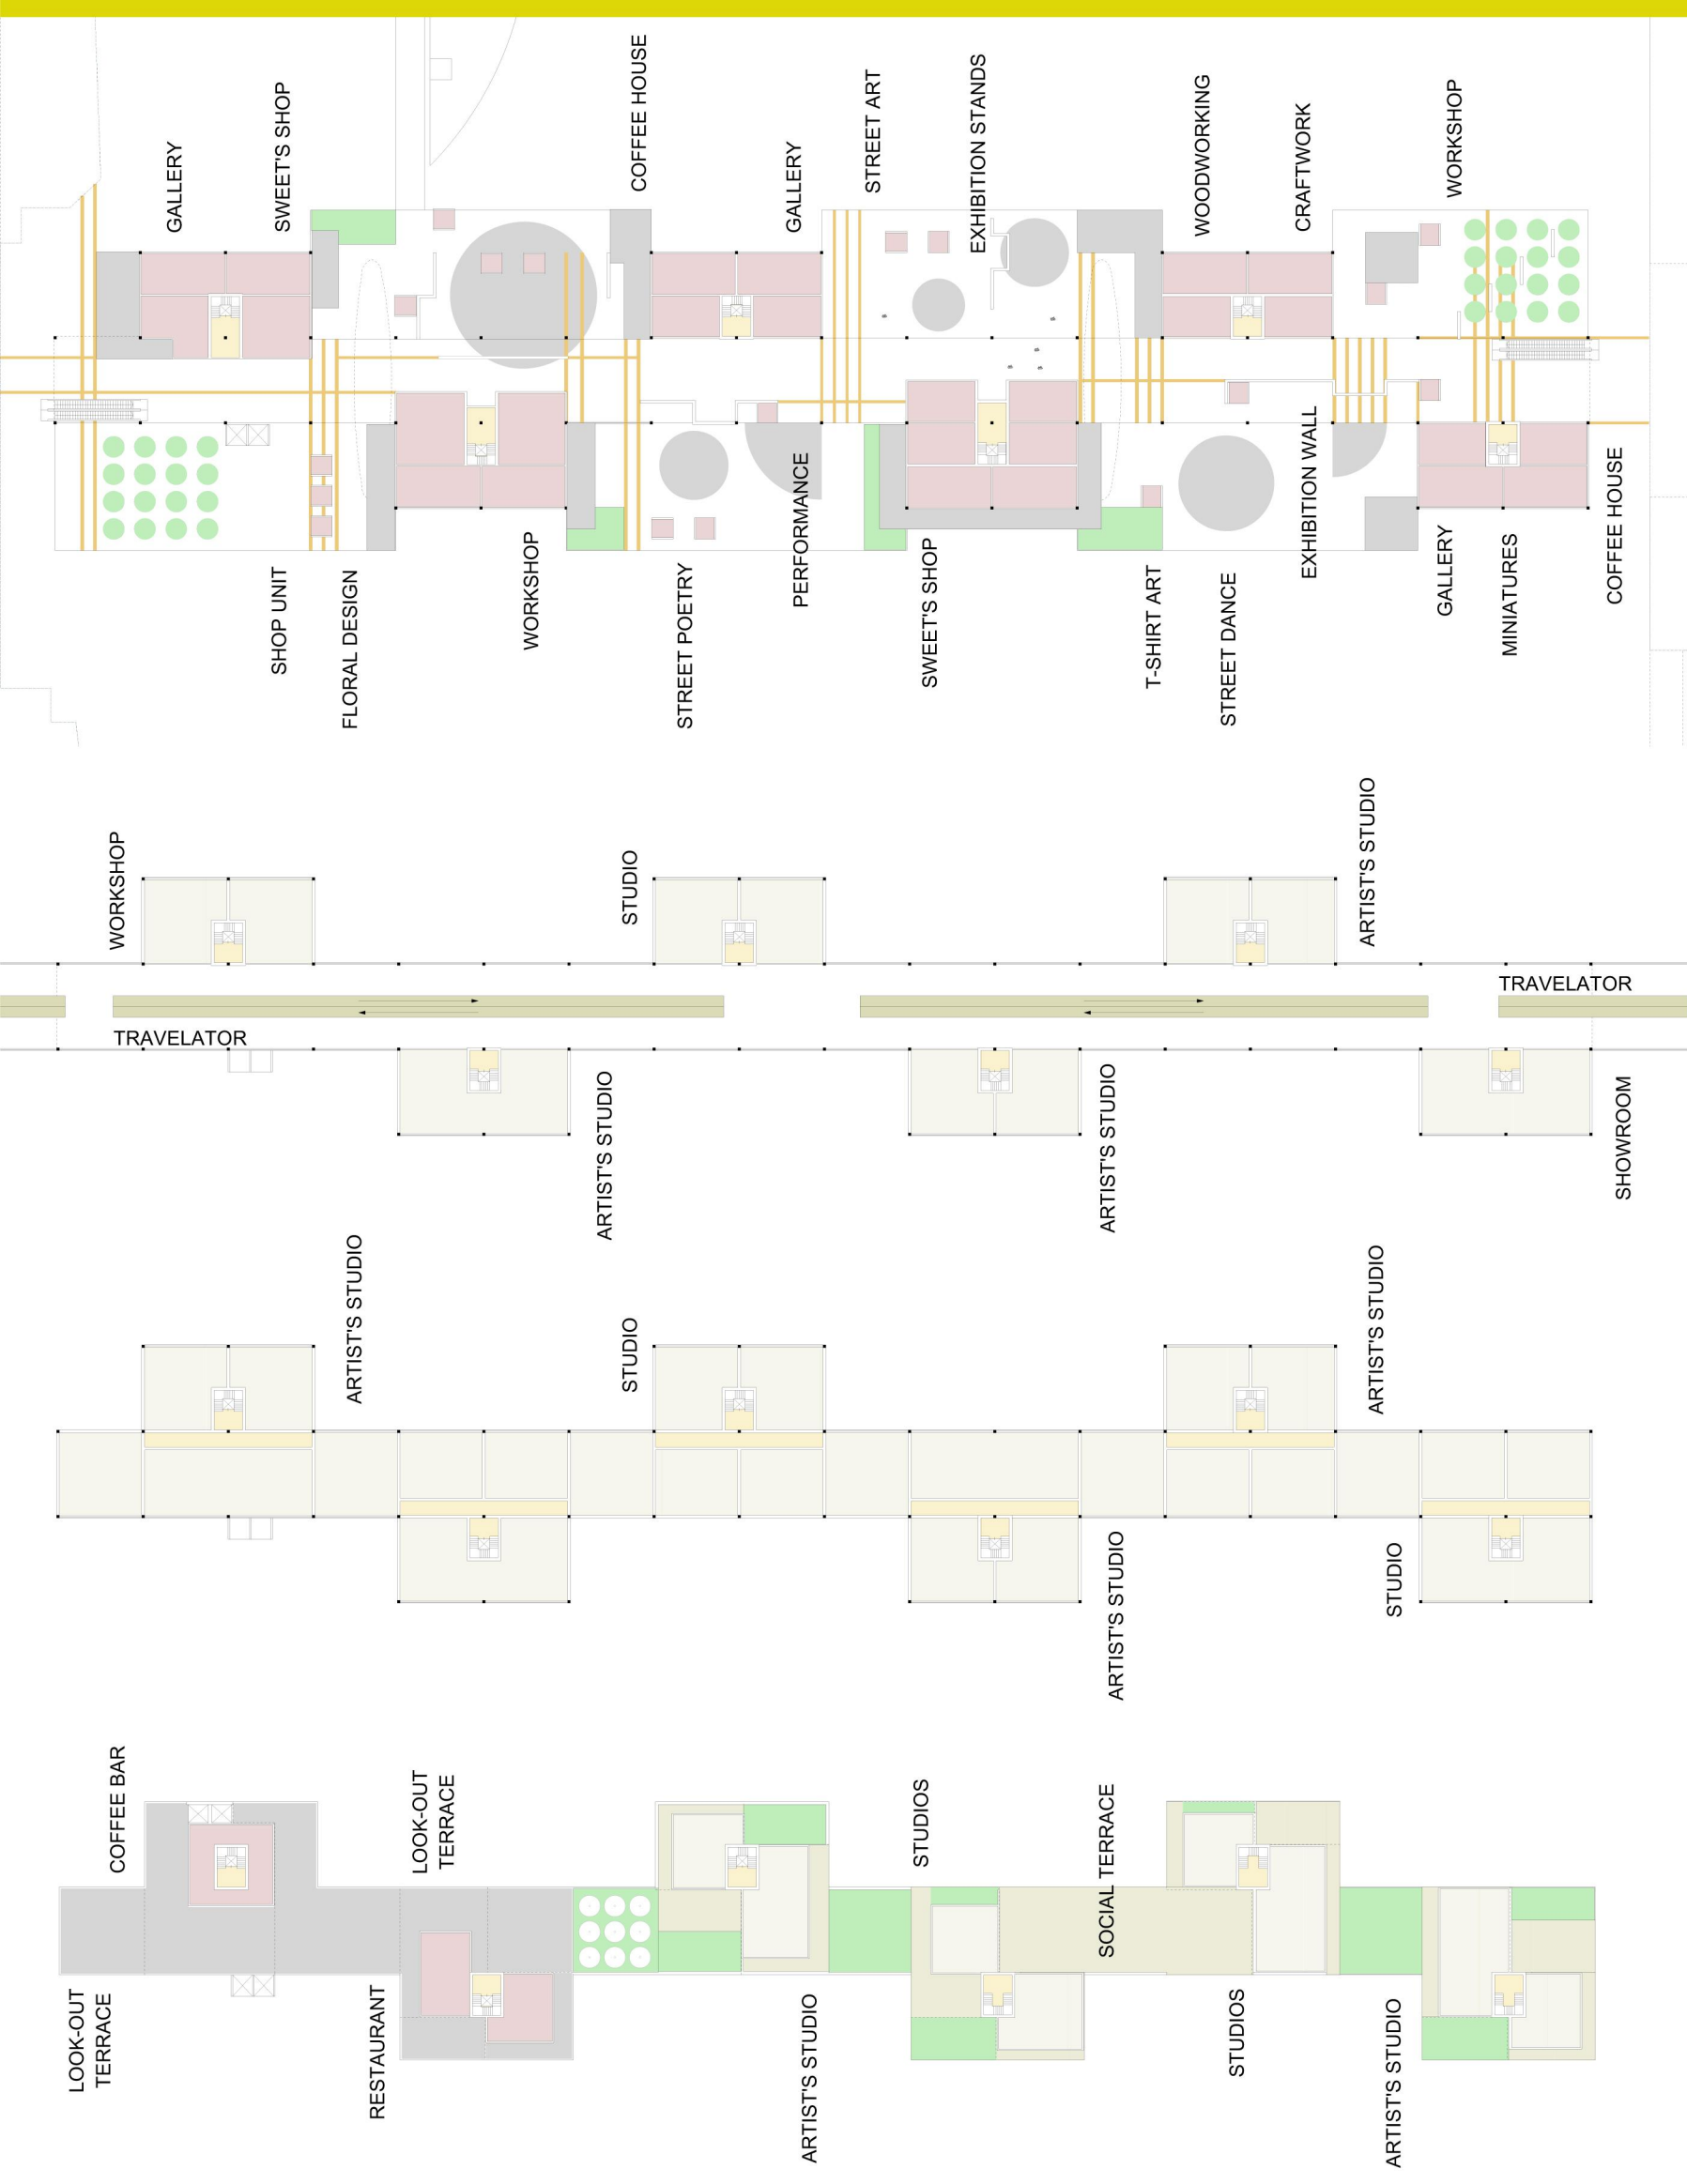 GALLERY
SWEET'S SHOP
COFFEE HOUSE
GALLERY
STREET ART
EXHIBITION STANDS
WOODWORKING
CRAFTWORK
WORKSHOP
SHOP UNIT
FLORAL DESIGN
WORKSHOP
STREET POETRY
PERFORMANCE
SWEET'S SHOP
T-SHIRT ART
STREET DANCE
EXHIBITION WALL
GALLERY
MINIATURES
COFFEE HOUSE
WORKSHOP
STUDIO
ARTIST'S STUDIO
TRAVELATOR
TRAVELATOR
ARTIST'S STUDIO
ARTIST'S STUDIO
SHOWROOM
ARTIST'S STUDIO
STUDIO
ARTIST'S STUDIO
ARTIST'S STUDIO
STUDIO
COFFEE BAR
LOOK-OUT
TERRACE
STUDIOS
SOCIAL TERRACE
LOOK-OUT
TERRACE
RESTAURANT
ARTIST'S STUDIO
STUDIOS
ARTIST'S STUDIO